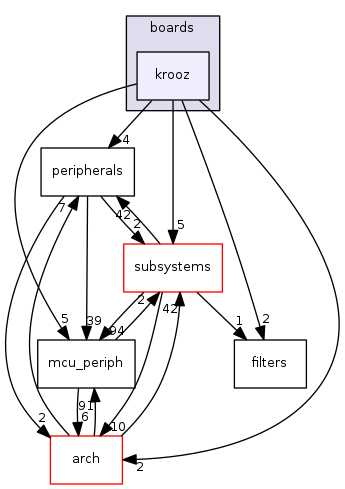 boards
krooz
4
peripherals
7
42
2
5
subsystems
5
39
94
2
42
1
2
mcu_periph
filters
91
6
2
10
arch
2